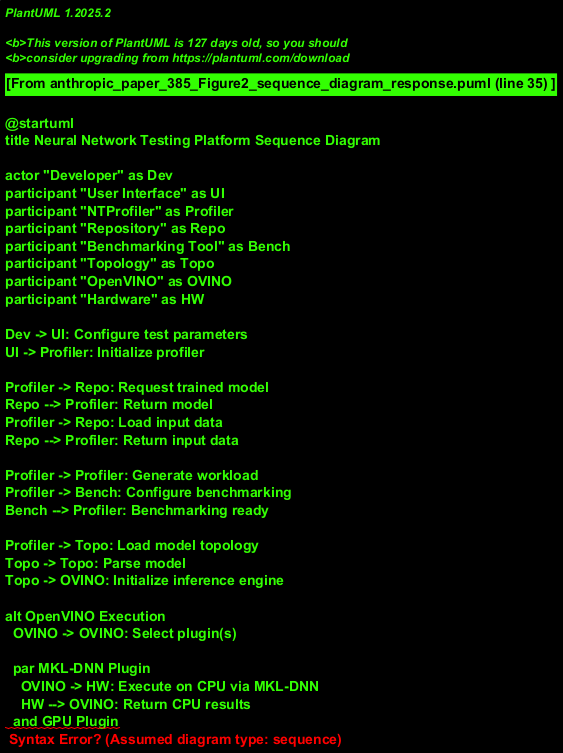 PlantUML 1.2025.2
<b>This version of PlantUML is 127 days old, so you should
<b>consider upgrading from https://plantuml.com/download
[From anthropic_paper_385_Figure2_sequence_diagram_response.puml (line 35) ]
@startuml
title Neural Network Testing Platform Sequence Diagram
actor "Developer" as Dev
participant "User Interface" as UI
participant "NTProfiler" as Profiler
participant "Repository" as Repo
participant "Benchmarking Tool" as Bench
participant "Topology" as Topo
participant "OpenVINO" as OVINO
participant "Hardware" as HW
Dev -> UI: Configure test parameters
UI -> Profiler: Initialize profiler
Profiler -> Repo: Request trained model
Repo --> Profiler: Return model
Profiler -> Repo: Load input data
Repo --> Profiler: Return input data
Profiler -> Profiler: Generate workload
Profiler -> Bench: Configure benchmarking
Bench --> Profiler: Benchmarking ready
Profiler -> Topo: Load model topology
Topo -> Topo: Parse model
Topo -> OVINO: Initialize inference engine
alt OpenVINO Execution
OVINO -> OVINO: Select plugin(s)
par MKL-DNN Plugin
OVINO -> HW: Execute on CPU via MKL-DNN
HW --> OVINO: Return CPU results
and GPU Plugin
Syntax Error? (Assumed diagram type: sequence)